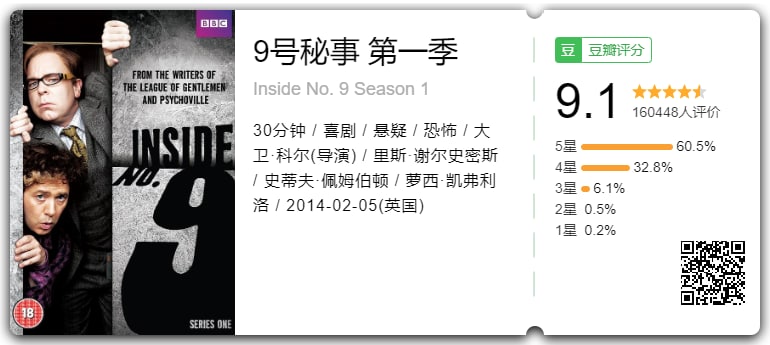 BBC
FROM THE WRITERS OF
THE LEAGUE OF GENTLEMEN
AND PSYCHOVILLE
INSIDE
NO. 9
18
SERIES ONE
9号秘事 第一季
Inside No. 9 Season 1
30分钟 / 喜剧 / 悬疑 / 恐怖 / 大
卫·科尔(导演) / 里斯·谢尔史密斯
/ 史蒂夫·佩姆伯顿 / 萝西·凯弗利
洛 / 2014-02-05(英国)
豆 豆瓣评分
9.1
160448人评价
5星 60.5%
4星 32.8%
3星 6.1%
2星 0.5%
1星 0.2%